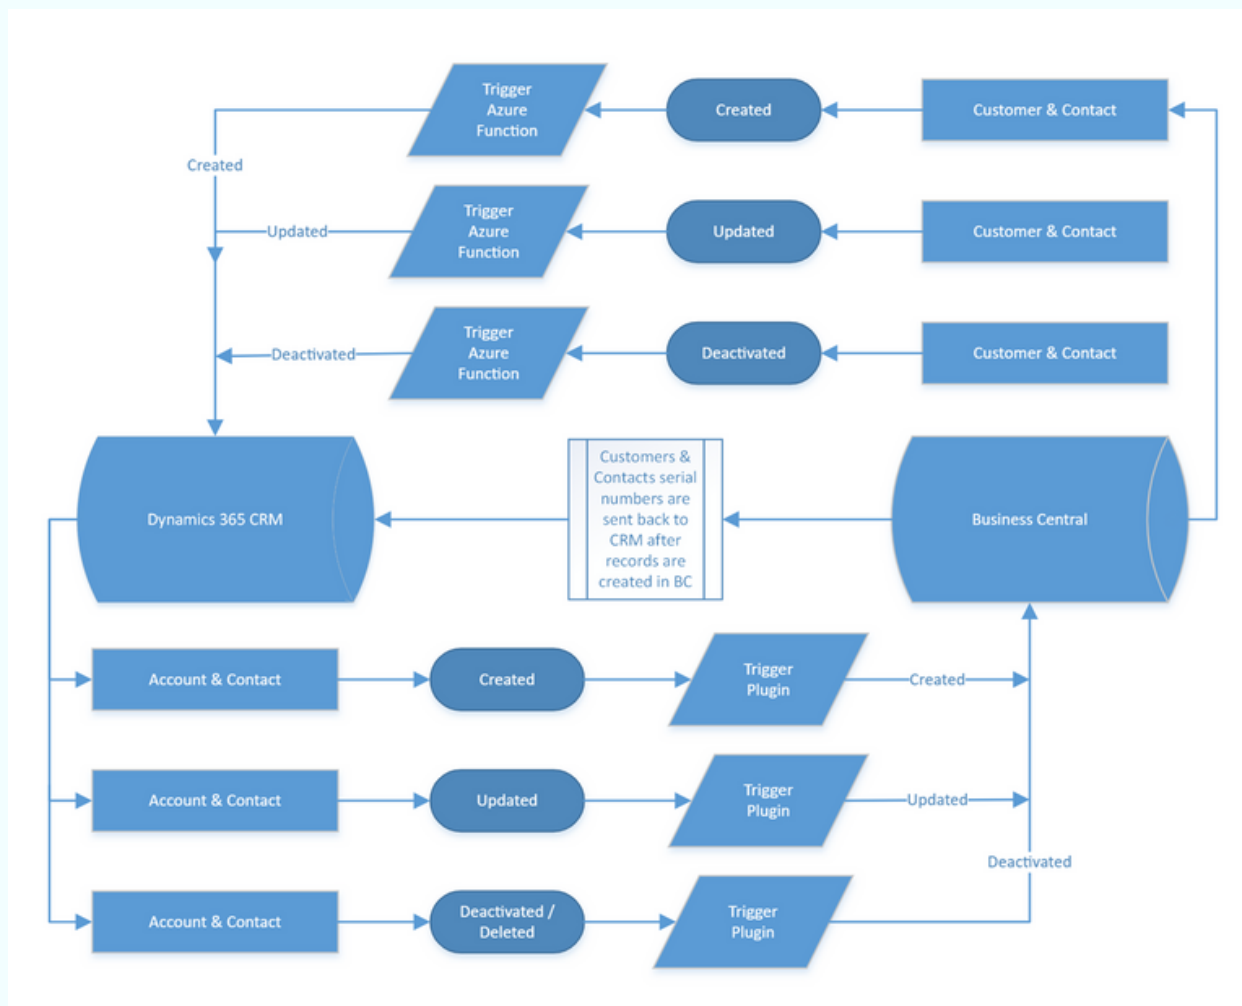 Trigger
Azure
Function
Created
Customer & Contact
Created
Trigger
Azure
Function
Updated
Updated
Customer & Contact
Trigger
Azure
Function
Deactivated
Deactivated
Customer & Contact
Dynamics 365 CRM
Customers &
Contacts serial
numbers are
sent back to
CRM after
records are
created in BC
Business Central
Account & Contact
Created
Trigger
Plugin
Created
Account & Contact
Updated
Trigger
Plugin
Updated
Deactivated
Account & Contact
Deactivated /
Deleted
Trigger
Plugin